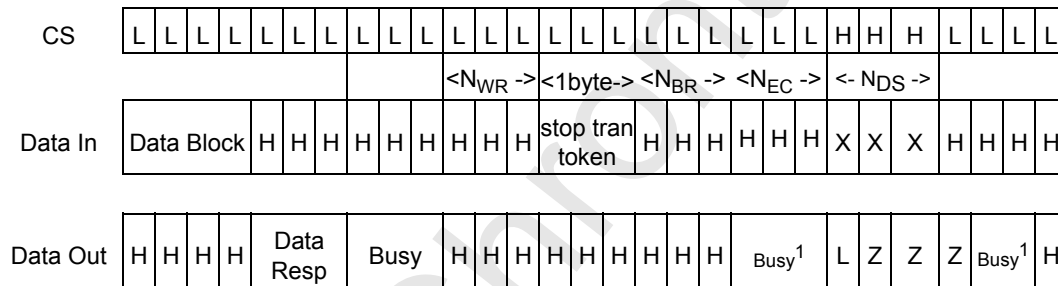 CS L L L L L L L L L L L L L L L L L L L L L L H H H L L L L
<NWR -> <1byte-> <NBR -> <NEC -> <- NDS ->
Data In Data Block H H H H H H H H H stop tran token H H H H H H X X X H H H H
Data Out H H H H Data Resp Busy H H H H H H H H H Busy1 L Z Z Z Busy1 H